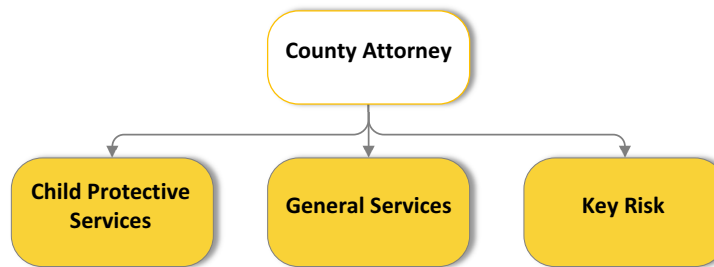 County Attorney
Child Protective
Services
General Services
Key Risk